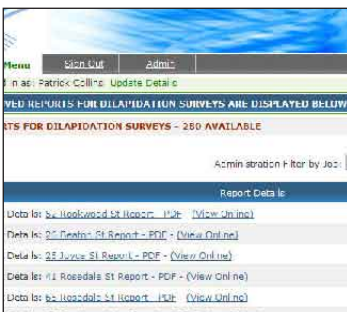 Menu Sign Out Admin
in as: Patrick Collins Update Details
VED REPORTS FOR DILAPIDATION SURVEYS ARE DISPLAYED BELOW
RTS FOR DILAPIDATION SURVEYS - 280 AVAILABLE
Administration Filter by Job:
Report Details
Details: 52 Rookwood St Report - PDF - (View Online)
Details: Beaton St Report - PDF - (View Online)
Details: 25 Joyce St Report - PDF - (View Online)
Details: 41 Rosedale St Report - PDF - (View Online)
Details: 65 Rosedale St Report - PDF - (View Online)